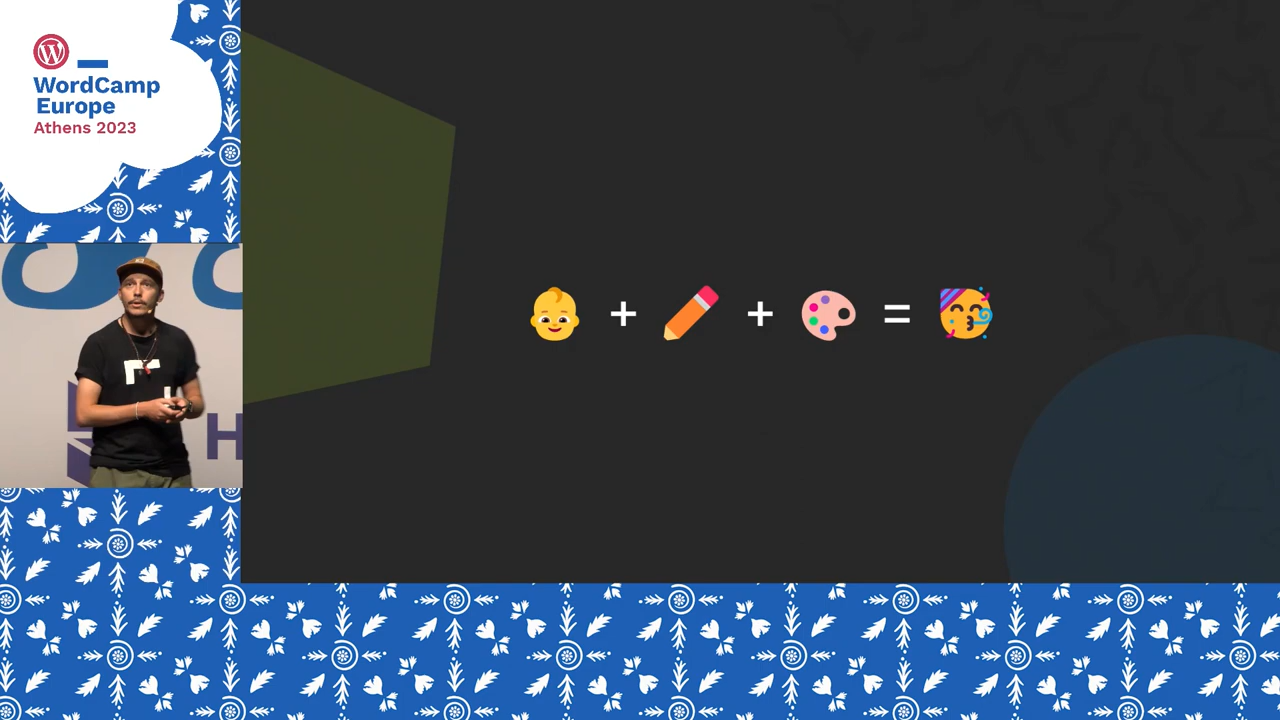 WordCamp
Europe
Athens 2023
+ + =
H